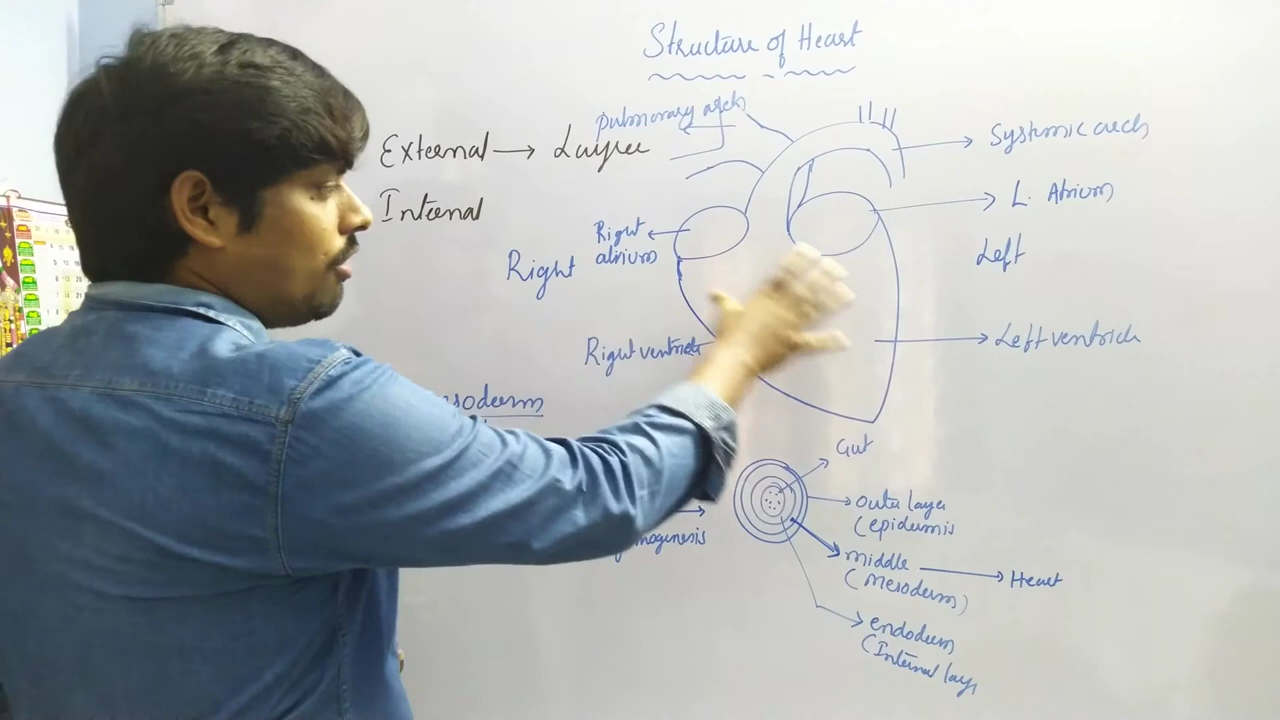 Structure of Heart
pulmonary arch
External → Layer
Internal
Systemic arch
L. Atrium
Right
atrium
Right
Left
Right ventricle
Left ventricle
Gut
Outer layer
(epidermis
middle → Heart
(Mesoderm)
endoderm
(Internal laye